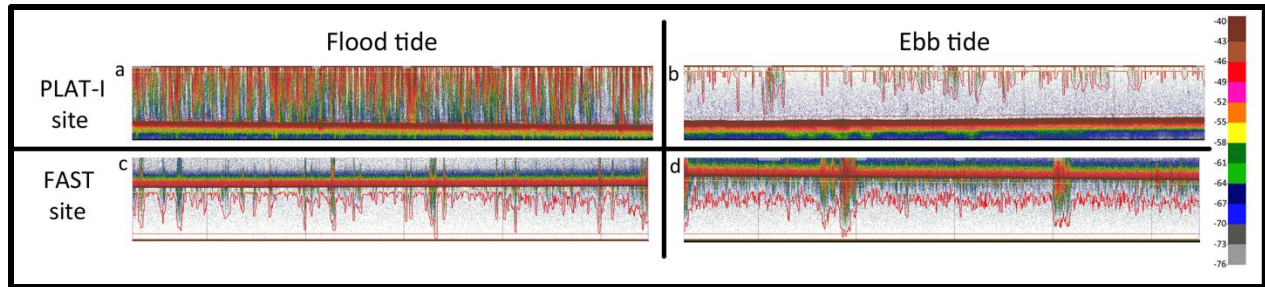 Flood tide
Ebb tide
PLAT-I
site
a
b
FAST
site
c
d
-40
-43
-46
-49
-52
-55
-58
-61
-64
-67
-70
-73
-76